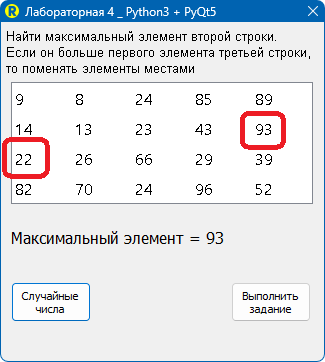 Лабораторная 4 _ Python3 + PyQt5
Найти максимальный элемент второй строки.
Если он больше первого элемента третьей строки,
то поменять элементы местами
9 8 24 85 89
14 13 23 43 93
22 26 66 29 39
82 70 24 96 52
Максимальный элемент = 93
Случайные
числа
Выполнить
задание